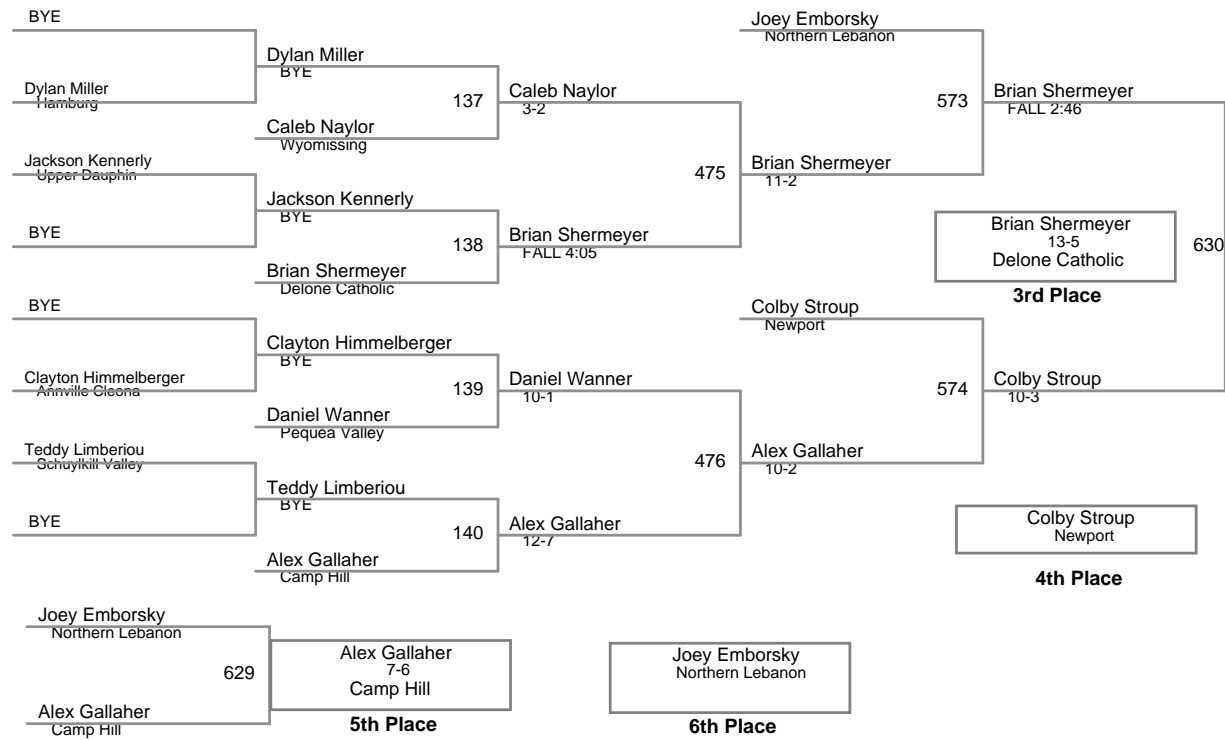 BYE
Dylan Miller
Hamburg
Jackson Kennerly
Upper Dauphin
BYE
BYE
Clayton Himmelberger
Annville Cleona
Teddy Limberiou
Schuylkill Valley
BYE
Dylan Miller
BYE
137
Caleb Naylor
Wyomissing
Jackson Kennerly
BYE
138
Brian Shermeyer
Delone Catholic
Clayton Himmelberger
BYE
139
Daniel Wanner
Pequea Valley
Teddy Limberiou
BYE
140
Alex Gallaher
Camp Hill
Caleb Naylor
3-2
475
Brian Shermeyer
FALL 4:05
Daniel Wanner
10-1
476
Alex Gallaher
12-7
Joey Emborsky
Northern Lebanon
573
Brian Shermeyer
11-2
Colby Stroup
Newport
574
Alex Gallaher
10-2
Brian Shermeyer
FALL 2:46
630
Colby Stroup
10-3
Brian Shermeyer
13-5
Delone Catholic
3rd Place
Colby Stroup
Newport
4th Place
Joey Emborsky
Northern Lebanon
629
Alex Gallaher
Camp Hill
Alex Gallaher
7-6
Camp Hill
5th Place
Joey Emborsky
Northern Lebanon
6th Place